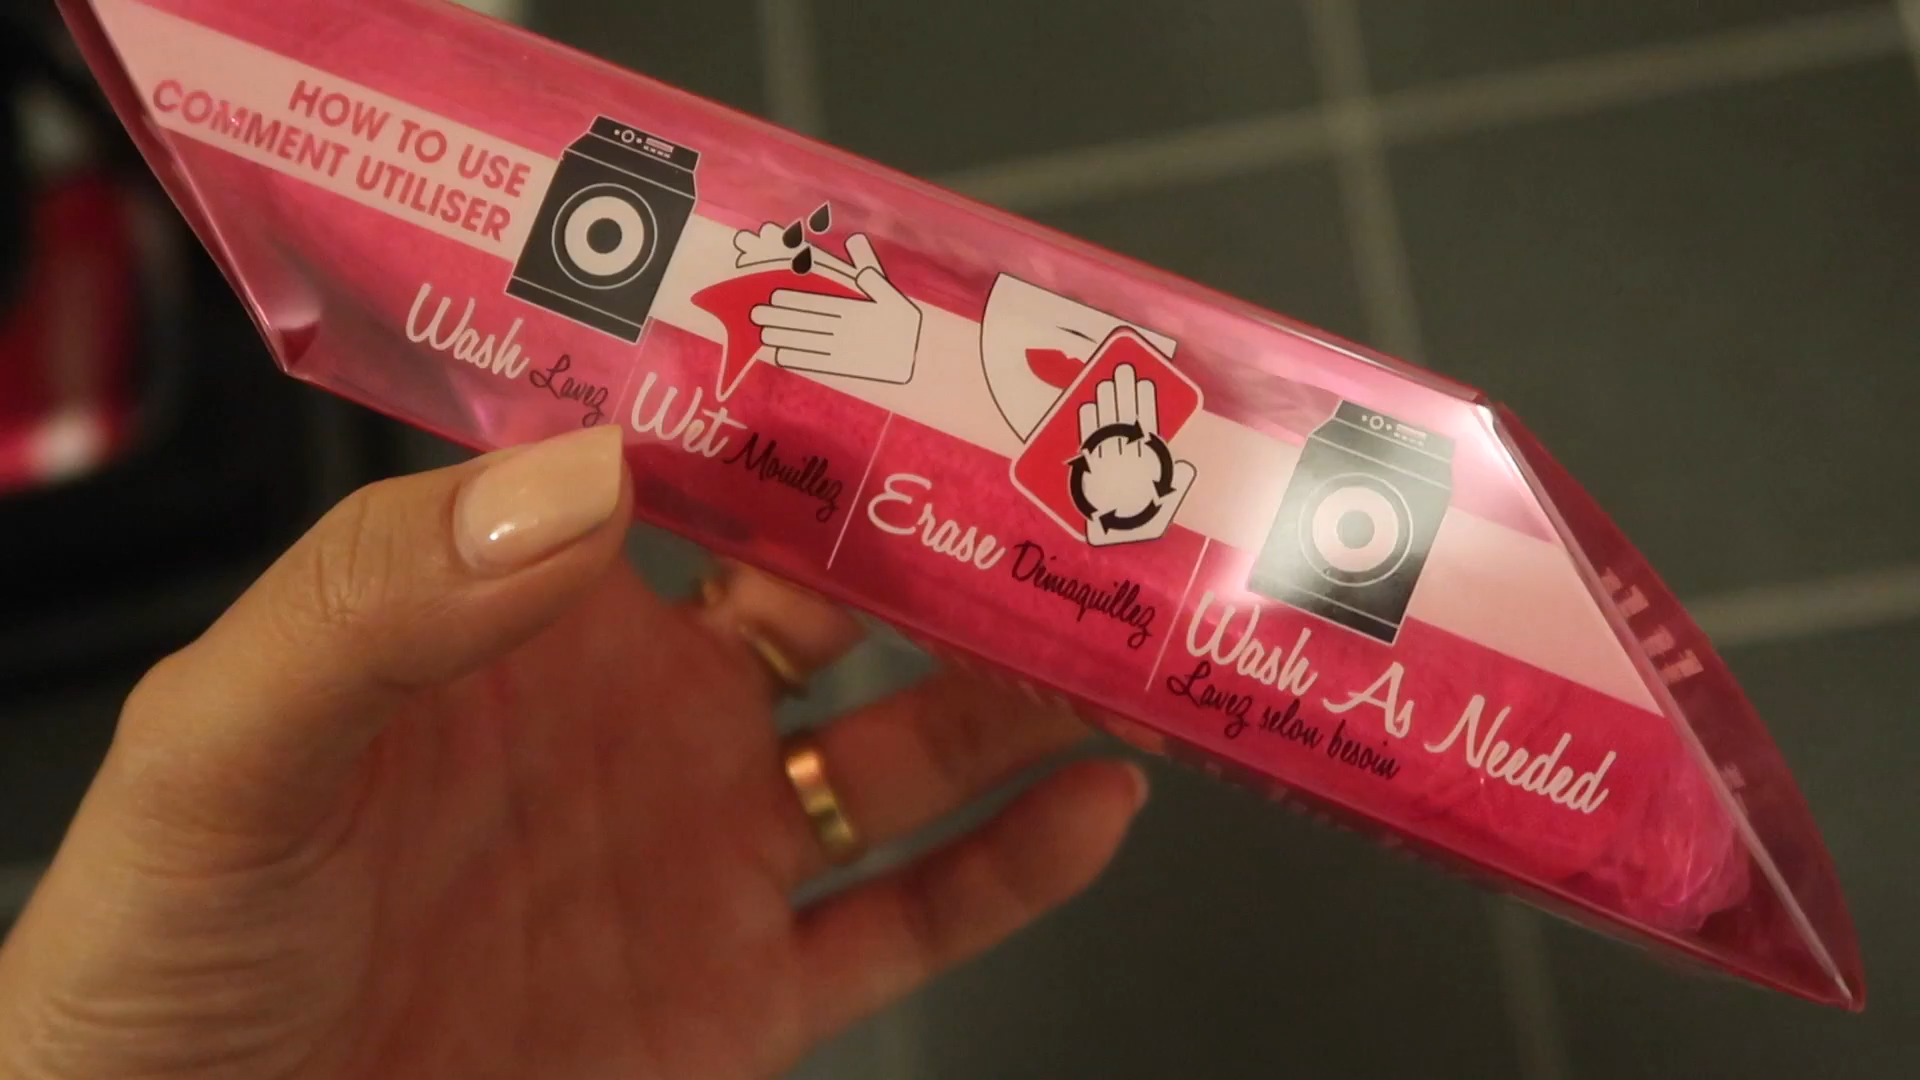 HOW TO USE
COMMENT UTILISER
Wash Lavez
Wet Mouillez
Erase Démaquillez
Wash As Needed
Lavez selon besoin